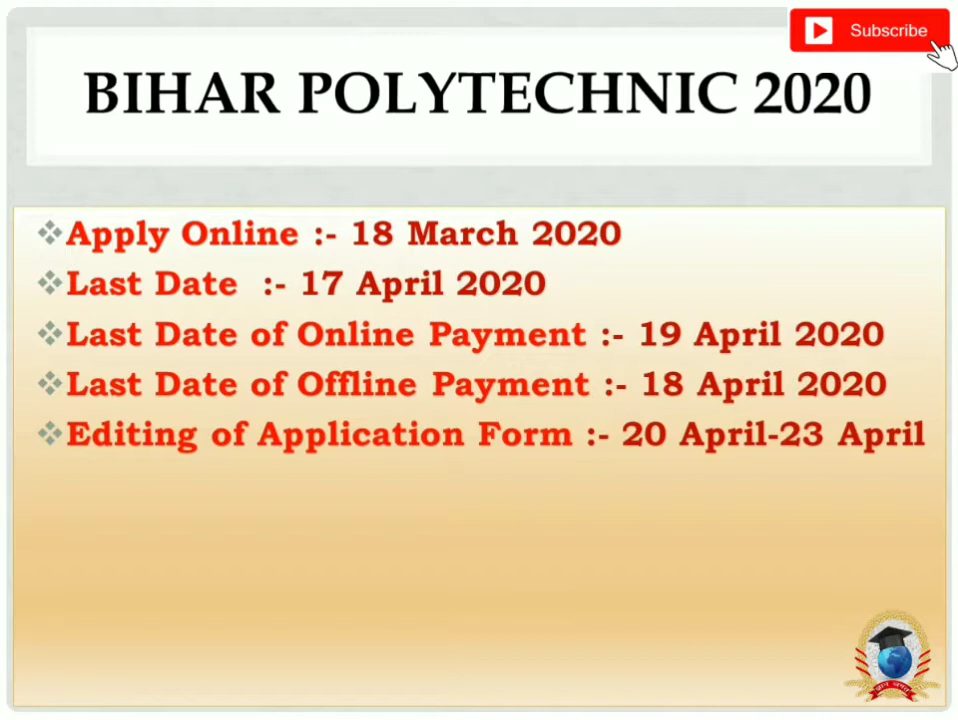 Subscribe
BIHAR POLYTECHNIC 2020
Apply Online :- 18 March 2020
Last Date :- 17 April 2020
Last Date of Online Payment :- 19 April 2020
Last Date of Offline Payment :- 18 April 2020
Editing of Application Form :- 20 April-23 April